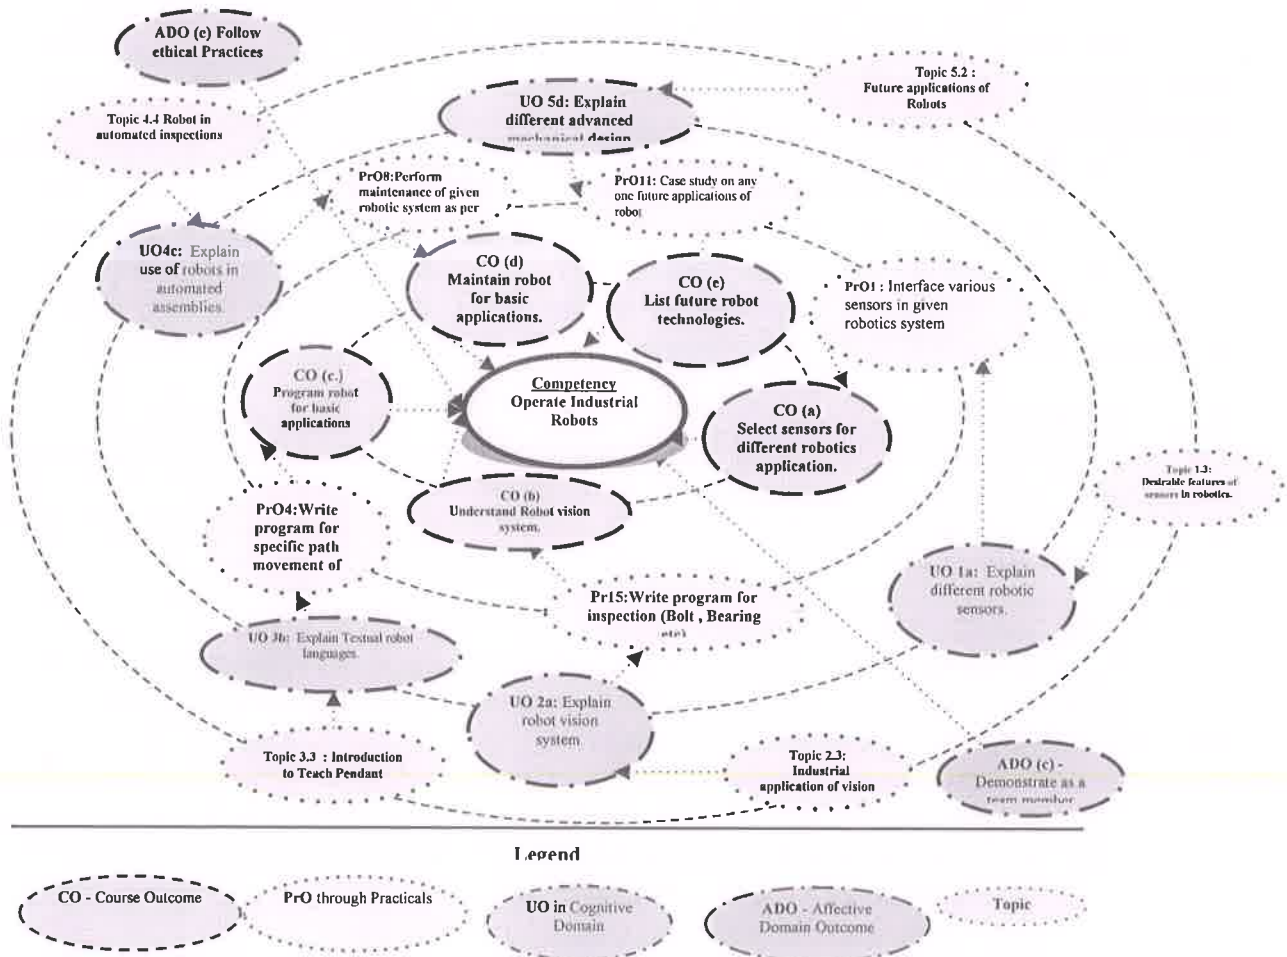 ADO (e) Follow
ethical Practices
Topic 5.2 :
Future applications of
Robots
UO 5d: Explain
different advanced
mechanical design
Topic 4.4 Robot in
automated inspections
PrO8:Perform
maintenance of given
robotic system as per
PrO11: Case study on any
one future applications of
robot
UO4c: Explain
use of robots in
automated
assemblies.
CO (d)
Maintain robot
for basic
applications.
CO (e)
List future robot
technologies.
PrO1 : Interface various
sensors in given
robotics system
CO (c.)
Program robot
for basic
applications
Competency
Operate Industrial
Robots
CO (a)
Select sensors for
different robotics
application.
Topic 1.3:
Desirable features of
sensors in robotics.
CO (b)
Understand Robot vision
system.
PrO4:Write
program for
specific path
movement of
UO 1a: Explain
different robotic
sensors.
Pr15:Write program for
inspection (Bolt , Bearing
etc)
UO 3b: Explain Textual robot
languages.
UO 2a: Explain
robot vision
system
Topic 3.3 : Introduction
to Teach Pendant
Topic 2.3:
Industrial
application of vision
ADO (c) -
Demonstrate as a
team member
Legend
CO - Course Outcome
PrO through Practicals
UO in Cognitive
Domain
ADO - Affective
Domain Outcome
Topic